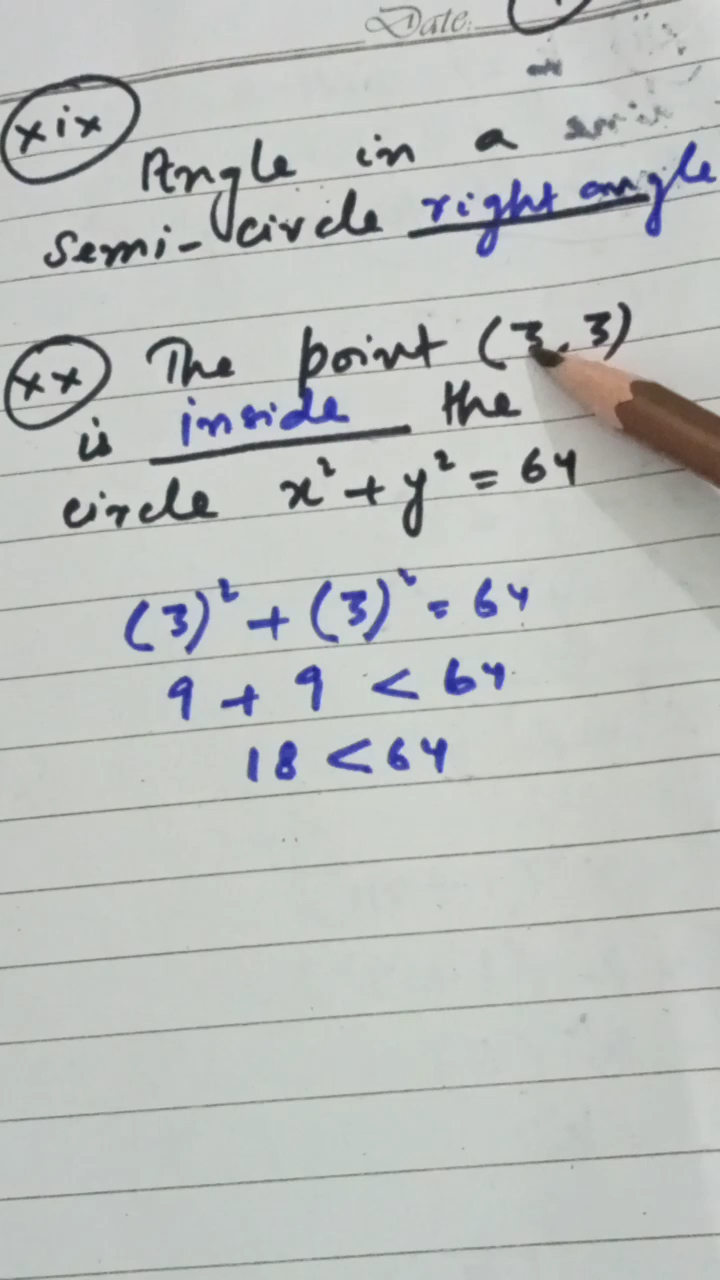 Date:
xix
Angle in a
semi-circle right angle
xx The point (3,3)
is inside the
circle x²+y²=64
(3)²+(3)²=64
9+9<64
18<64